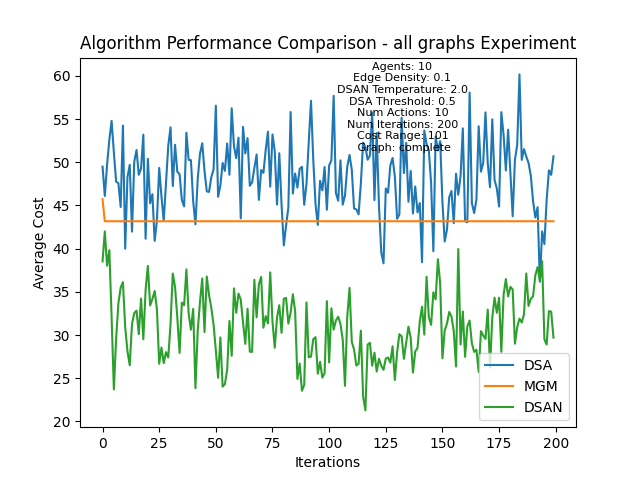 Algorithm Performance Comparison - all graphs Experiment
Agents: 10
Edge Density: 0.1
DSAN Temperature: 2.0
DSA Threshold: 0.5
Num Actions: 10
Num Iterations: 200
Cost Range: 101
Graph: complete
60
55
50
45
40
35
30
25
20
Average Cost
0
25
50
75
100
125
150
175
200
Iterations
DSA
MGM
DSAN